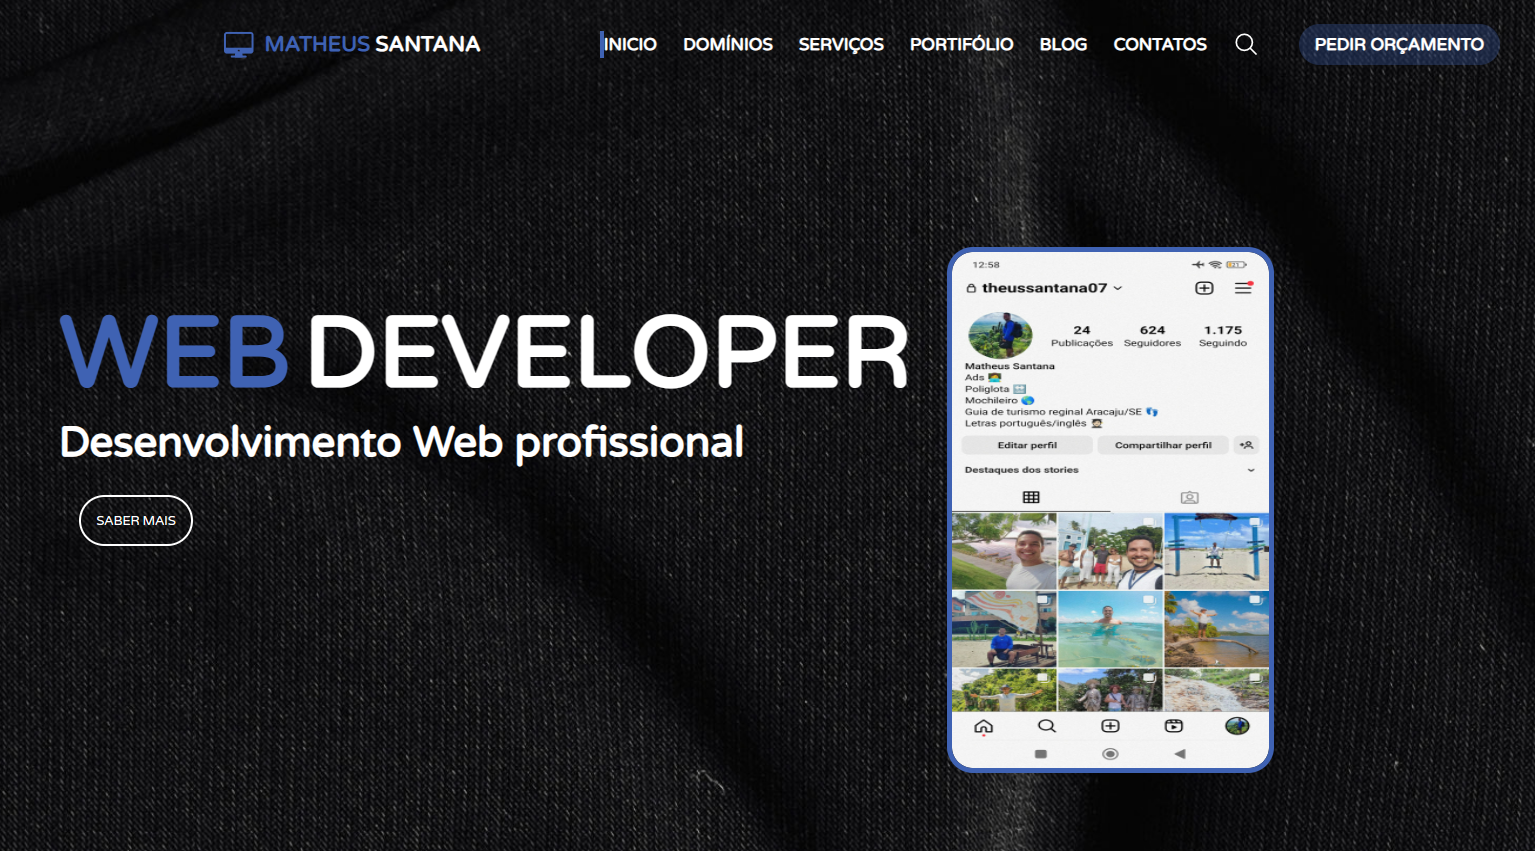 MATHEUS SANTANA
INICIO DOMÍNIOS SERVIÇOS PORTIFÓLIO BLOG CONTATOS
PEDIR ORÇAMENTO
WEB DEVELOPER
Desenvolvimento Web profissional
SABER MAIS
12:58
theussantana07
24 624 1.175
Publicações Seguidores Seguindo
Matheus Santana
Ads
Poliglota
Mochileiro
Guia de turismo reginal Aracaju/SE
Letras português/inglês
Editar perfil Compartilhar perfil
Destaques dos stories